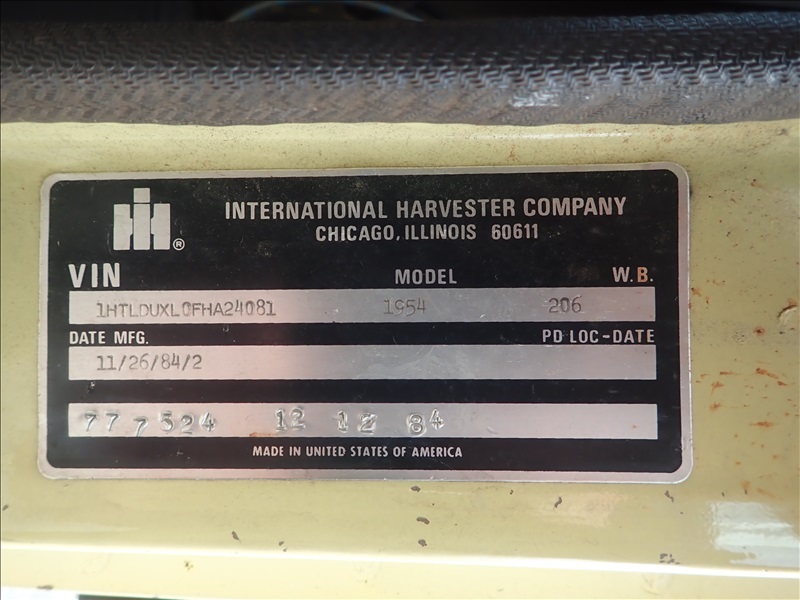 IH®
INTERNATIONAL HARVESTER COMPANY
CHICAGO, ILLINOIS 60611
VIN MODEL W.B.
1HTLDUXL0FHA24081 1954 206
DATE MFG. PD LOC-DATE
11/26/84/2
777524 12 12 84
MADE IN UNITED STATES OF AMERICA